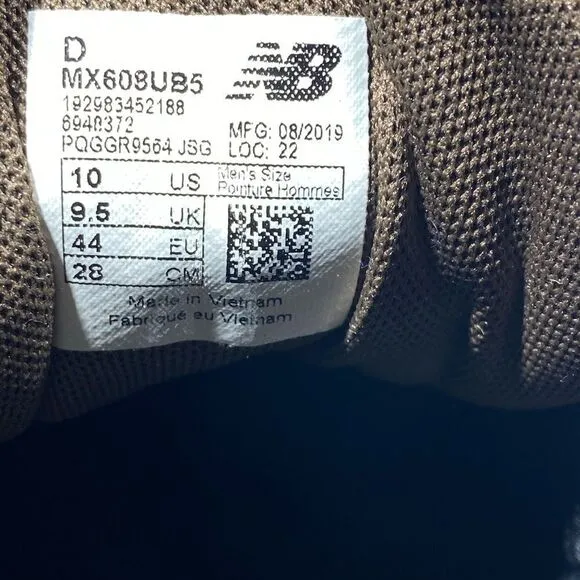 D
MX608UB5
NB
192983452188
6940372
PQGGR9564 JSG
MFG: 08/2019
LOC: 22
10 US
Men's Size
Pointure Hommes
9.5 UK
44 EU
28 CM
Made in Vietnam
Fabriqué au Vietnam